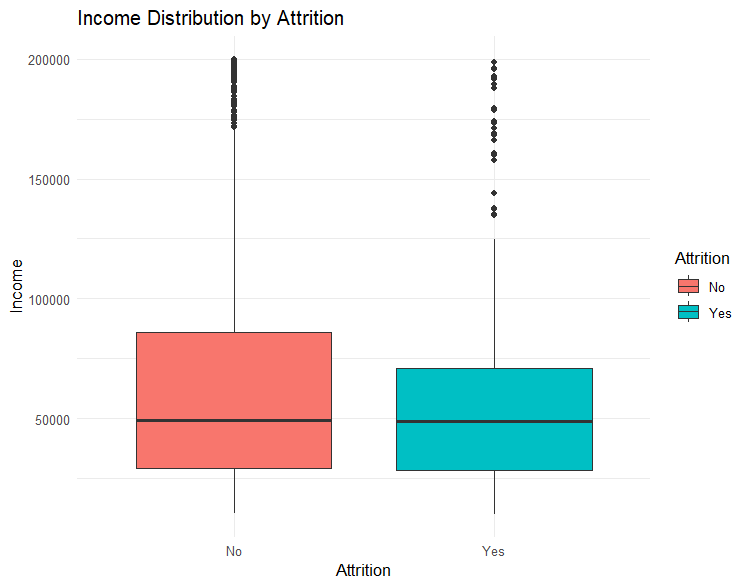 Income Distribution by Attrition
200000
150000
100000
50000
Income
No
Yes
Attrition
Attrition
No
Yes